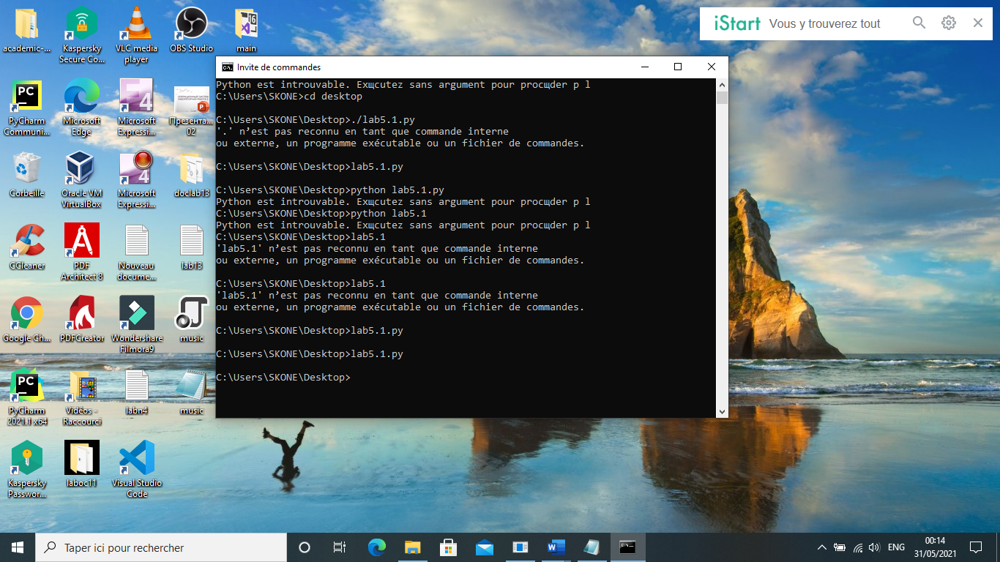 iStart Vous y trouverez tout
academic-...
Kaspersky
Secure Co...
VLC media
player
OBS Studio
16
main
PC
PyCharm
Communi...
Microsoft
Edge
4
Microsoft
Expressi...
ОПЕРАЦИОННЫЙ СИСТЕМ
ЛАБОРАТОРНАЯ РАБОТА
Презента...
02
Corbeille
Oracle VM
VirtualBox
4
Microsoft
Expressi...
doclab13
CCleaner
PDF
Architect 8
Nouveau
docume...
lab13
Google Ch...
PDFCreator
Wondershare
Filmora9
music
PC
PyCharm
2021.1 x64
Vidéos -
Raccourci
labn4
music
Kaspersky
Passwor...
laboc11
Visual Studio
Code
Invite de commandes
Python est introuvable. Exщcutez sans argument pour procщder p l
C:\Users\SKONE>cd desktop
C:\Users\SKONE\Desktop>./lab5.1.py
'.' n’est pas reconnu en tant que commande interne
ou externe, un programme exécutable ou un fichier de commandes.
C:\Users\SKONE\Desktop>lab5.1.py
C:\Users\SKONE\Desktop>python lab5.1.py
Python est introuvable. Exщcutez sans argument pour procщder p l
C:\Users\SKONE\Desktop>python lab5.1
Python est introuvable. Exщcutez sans argument pour procщder p l
C:\Users\SKONE\Desktop>lab5.1
'lab5.1' n’est pas reconnu en tant que commande interne
ou externe, un programme exécutable ou un fichier de commandes.
C:\Users\SKONE\Desktop>lab5.1
'lab5.1' n’est pas reconnu en tant que commande interne
ou externe, un programme exécutable ou un fichier de commandes.
C:\Users\SKONE\Desktop>lab5.1.py
C:\Users\SKONE\Desktop>lab5.1.py
C:\Users\SKONE\Desktop>
Taper ici pour rechercher
ENG
00:14
31/05/2021